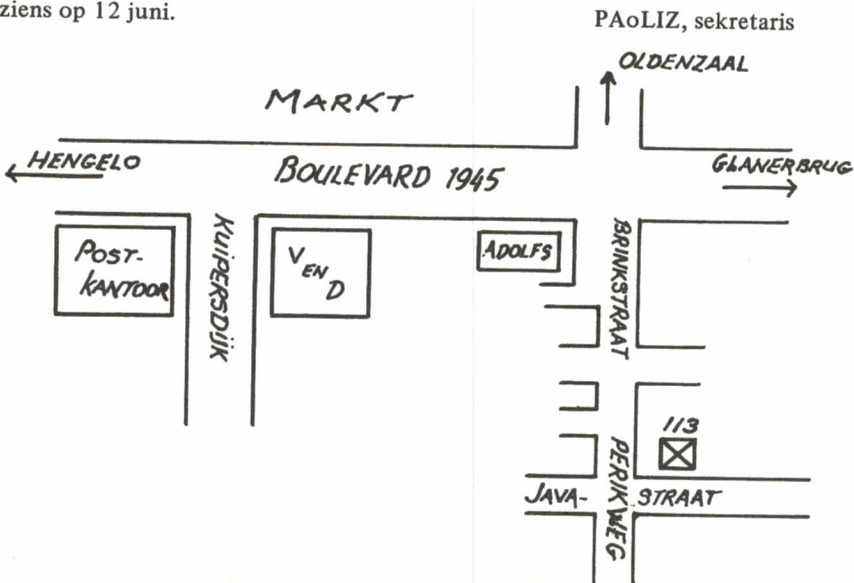 ziens op 12 juni.
PAoLIZ, sekretaris
OLDENZAAL
MARKT
HENGELO
BOULEVARD 1945
GLANERBRUG
POST-
KANTOOR
KUIPERSDIJK
V EN D
ADOLFS
BRINKSTRAAT
113
PERIKWEG
JAVA- STRAAT